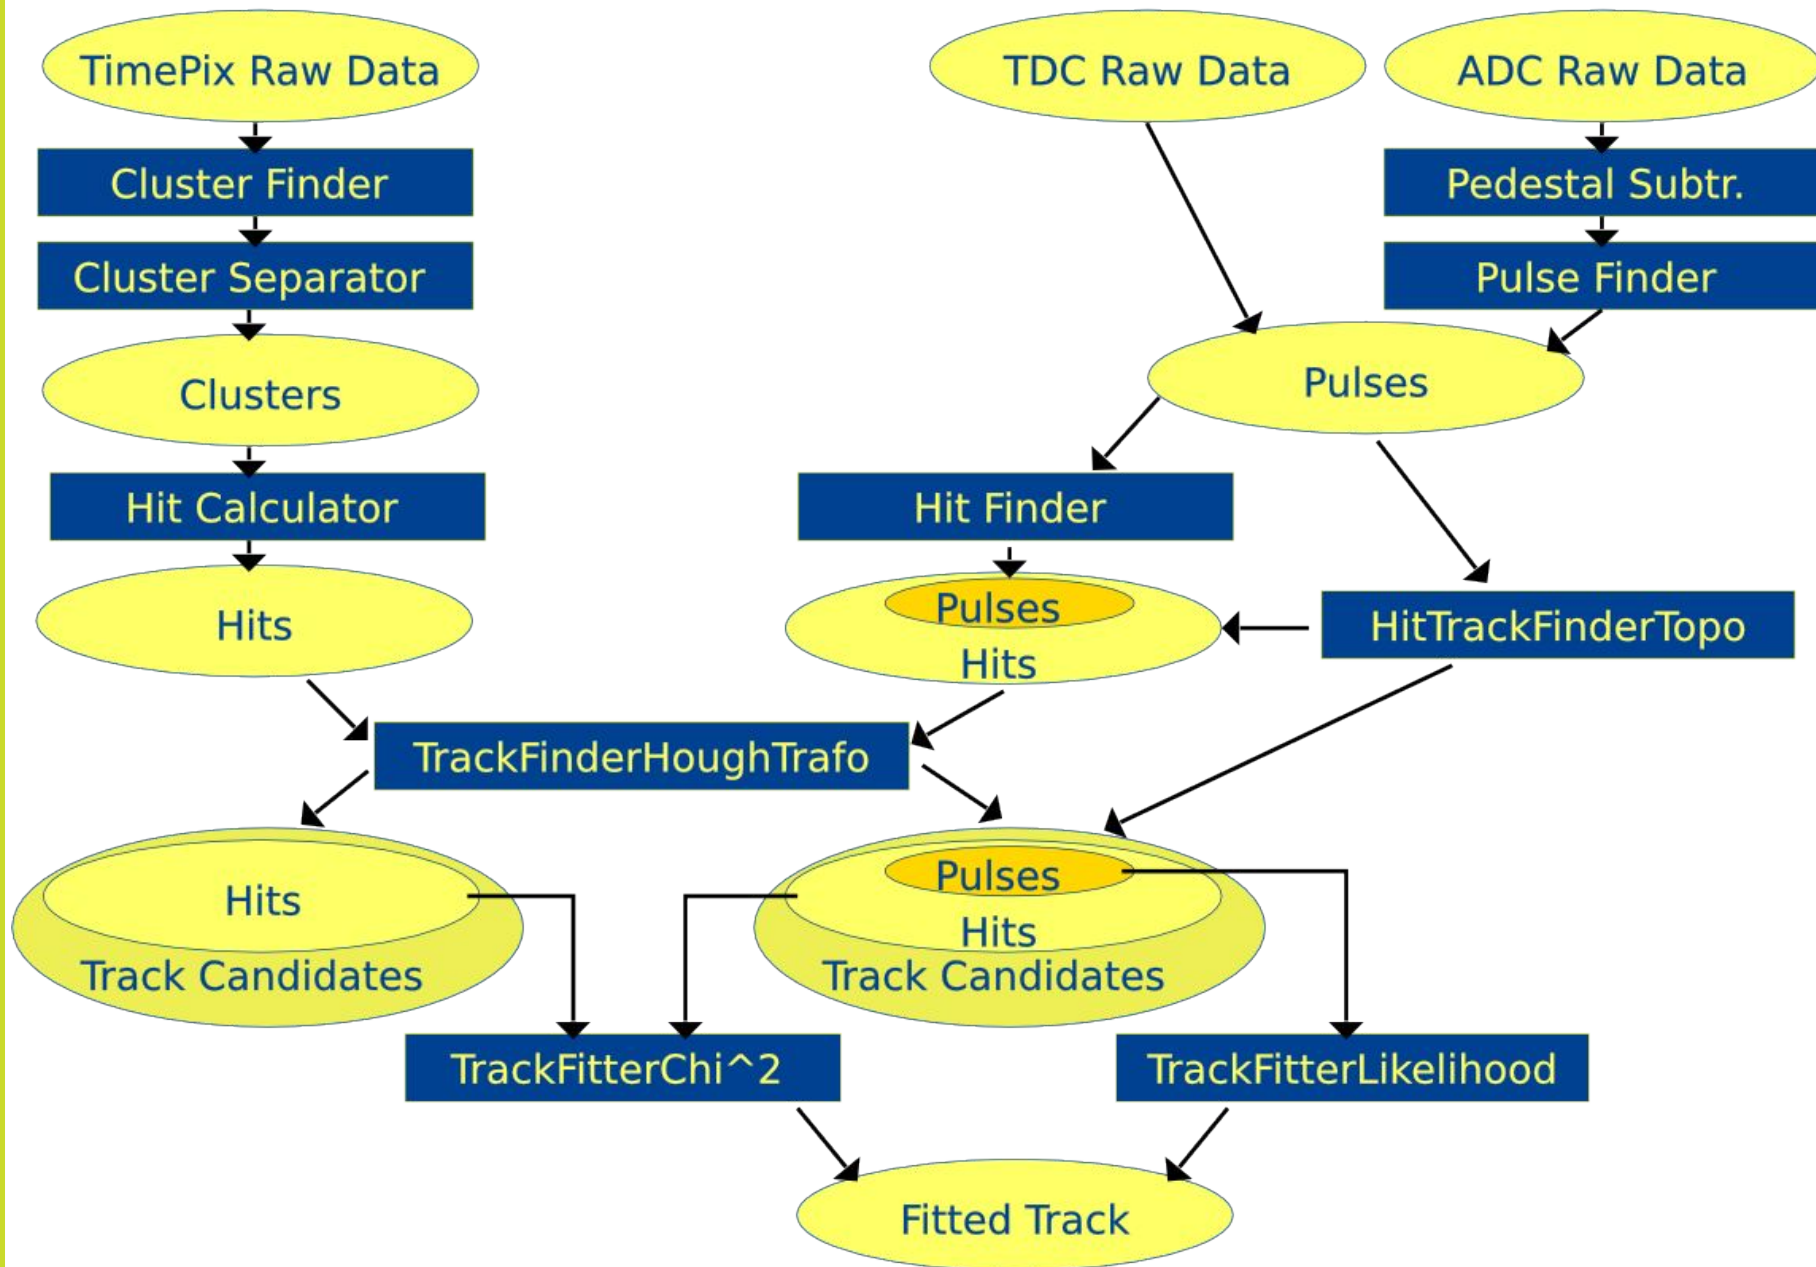 TimePix Raw Data
TDC Raw Data
ADC Raw Data
Cluster Finder
Pedestal Subtr.
Cluster Separator
Pulse Finder
Clusters
Pulses
Hit Calculator
Hit Finder
Hits
Pulses
Hits
HitTrackFinderTopo
TrackFinderHoughTrafo
Hits
Track Candidates
Pulses
Hits
Track Candidates
TrackFitterChi^2
TrackFitterLikelihood
Fitted Track